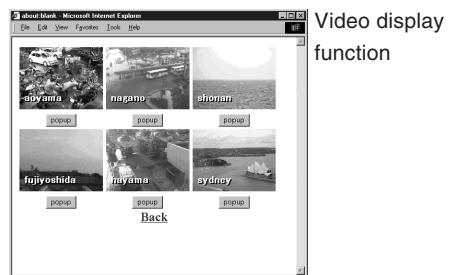 about:blank - Microsoft Internet Explorer
File Edit View Favorites Tools Help
aoyama nagano shonan
popup popup popup
fujiyoshida hayama sydney
popup popup popup
Back
Video display
function